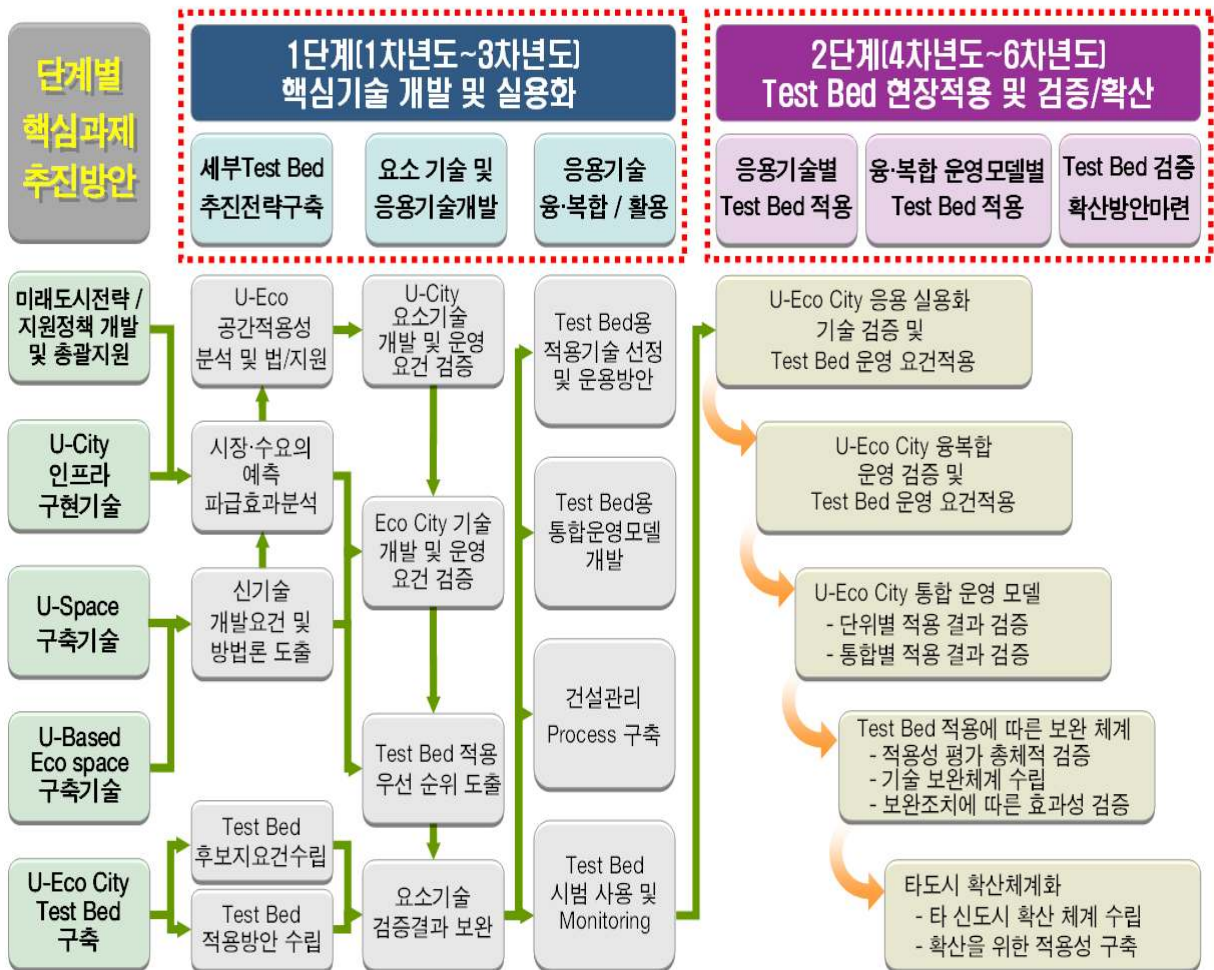 단계별
핵심과제
추진방안
1단계(1차년도~3차년도)
핵심기술 개발 및 실용화
2단계(4차년도~6차년도)
Test Bed 현장적용 및 검증/확산
세부Test Bed
추진전략구축
요소 기술 및
응용기술개발
응용기술
융·복합 / 활용
응용기술별
Test Bed 적용
융·복합 운영모델별
Test Bed 적용
Test Bed 검증
확산방안마련
미래도시전략 /
지원정책 개발
및 총괄지원
U-City
인프라
구현기술
U-Space
구축기술
U-Based
Eco space
구축기술
U-Eco City
Test Bed
구축
U-Eco
공간적용성
분석 및 법/지원
시장·수요의
예측
파급효과분석
신기술
개발요건 및
방법론 도출
Test Bed
후보지요건수립
Test Bed
적용방안 수립
U-City
요소기술
개발 및 운영
요건 검증
Eco City 기술
개발 및 운영
요건 검증
Test Bed 적용
우선 순위 도출
요소기술
검증결과 보완
Test Bed용
적용기술 선정
및 운용방안
Test Bed용
통합운영모델
개발
건설관리
Process 구축
Test Bed
시범 사용 및
Monitoring
U-Eco City 응용 실용화
기술 검증 및
Test Bed 운영 요건적용
U-Eco City 융복합
운영 검증 및
Test Bed 운영 요건적용
U-Eco City 통합 운영 모델
- 단위별 적용 결과 검증
- 통합별 적용 결과 검증
Test Bed 적용에 따른 보완 체계
- 적용성 평가 총체적 검증
- 기술 보완체계 수립
- 보완조치에 따른 효과성 검증
타도시 확산체계화
- 타 신도시 확산 체계 수립
- 확산을 위한 적용성 구축